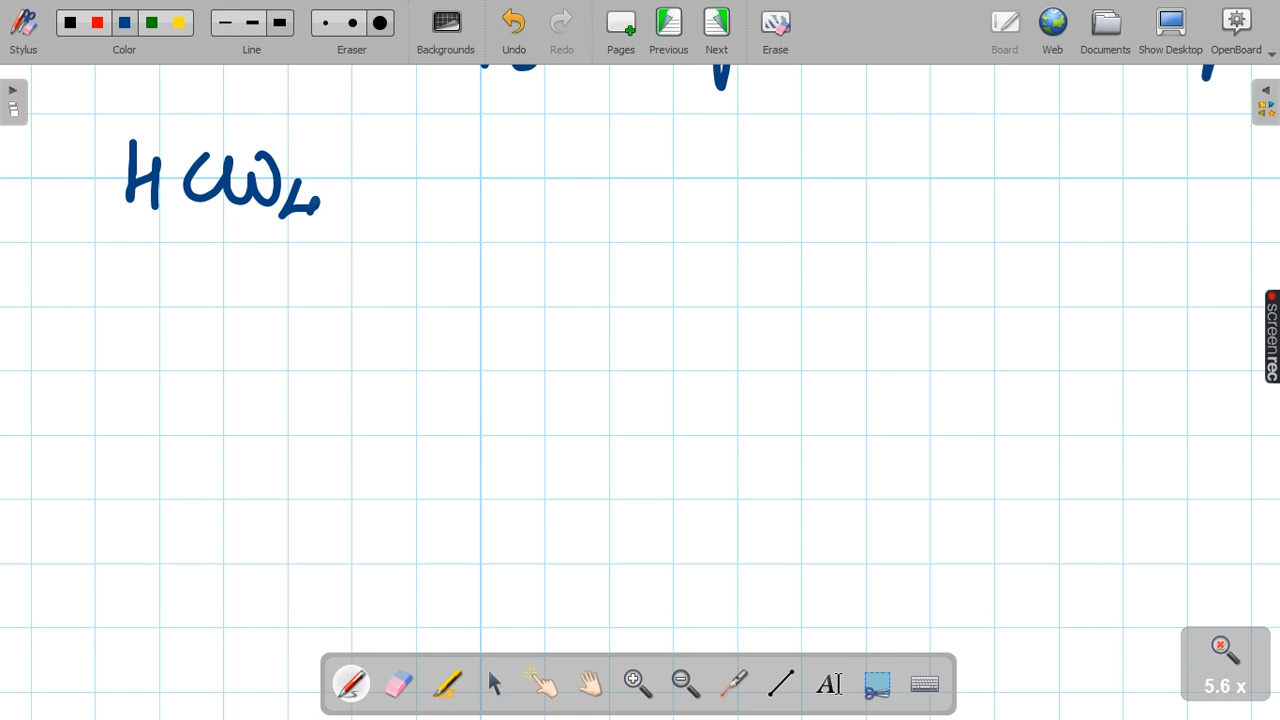 Stylus Color Line Eraser Backgrounds Undo Redo Pages Previous Next Erase Board Web Documents Show Desktop OpenBoard
HClO4
screenrec
A
5.6 x